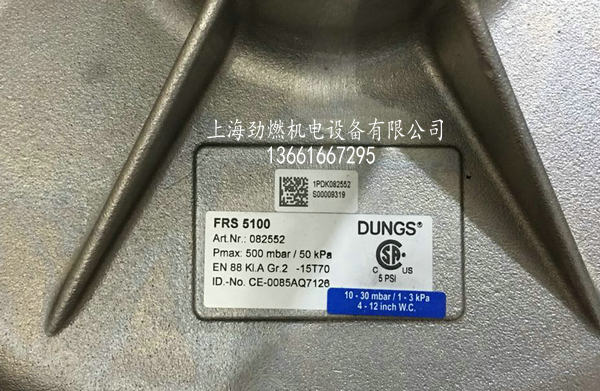 上海劲燃机电设备有限公司
13661667295
1PDK082552
S00009319
FRS 5100
Art.Nr.: 082552
Pmax: 500 mbar / 50 kPa
EN 88 Kl.A Gr.2 -15T70
ID.-No. CE-0085AQ7126
DUNGS®
C US
5 PSI
10 - 30 mbar / 1 - 3 kPa
4 - 12 inch W.C.